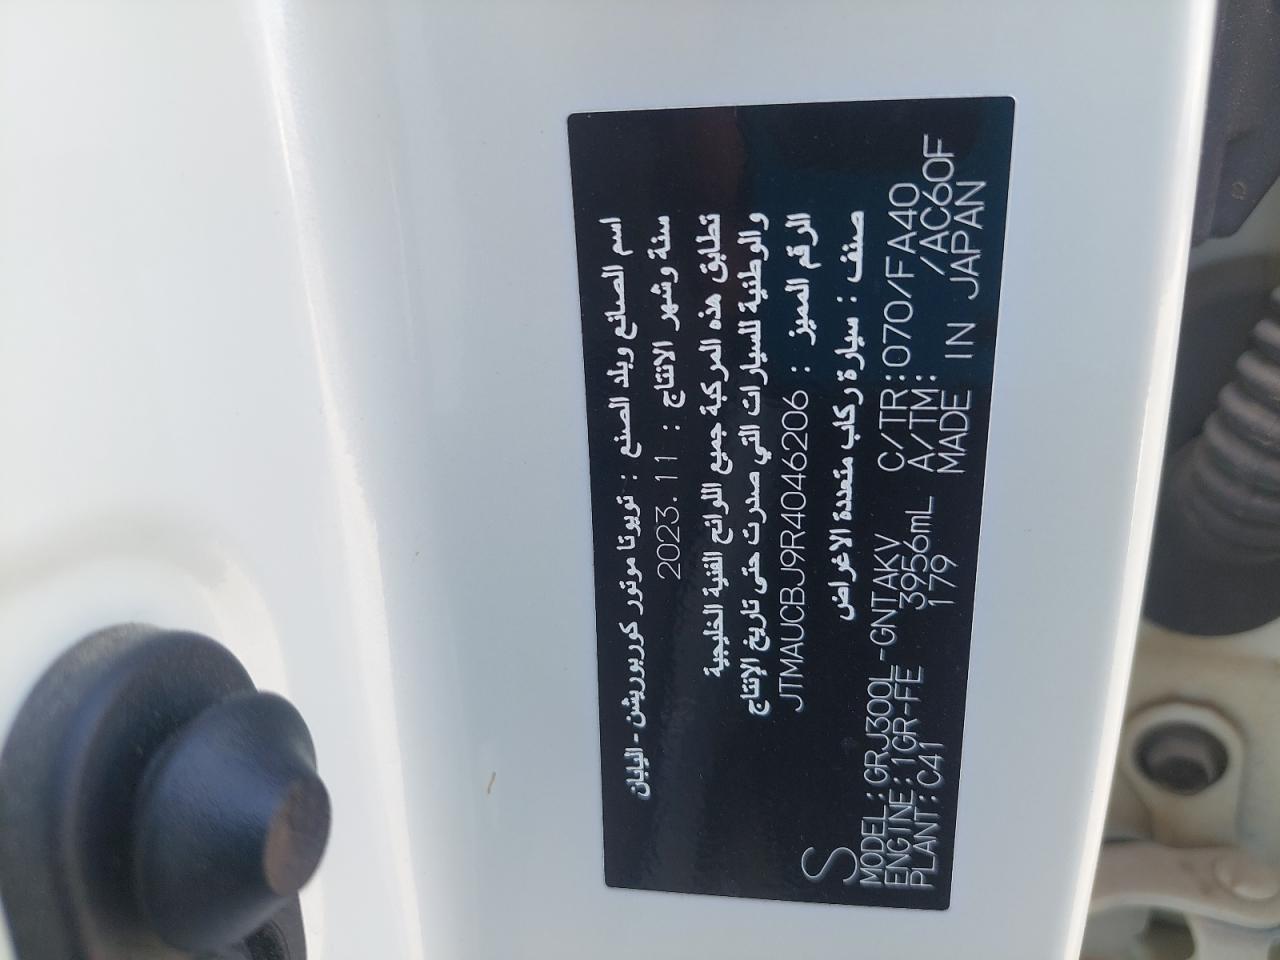 اسم الصانع وبلد الصنع : تويوتا موتور كوربوريشن - اليابان
سنة وشهر الانتاج : 2023.11
تطابق هذه المركبة جميع اللوائح الفنية الخليجية
والوطنية للسيارات التي صدرت حتى تاريخ الإنتاج
الرقم المميز : JTMAUCBJ9R4046206
صنف : سيارة ركاب متعددة الاغراض
S
MODEL:GRJ300L-GNTAKV C/TR:070/FA40
ENGINE:1GR-FE 3956mL A/TM: /AC60F
PLANT:C41 179 MADE IN JAPAN